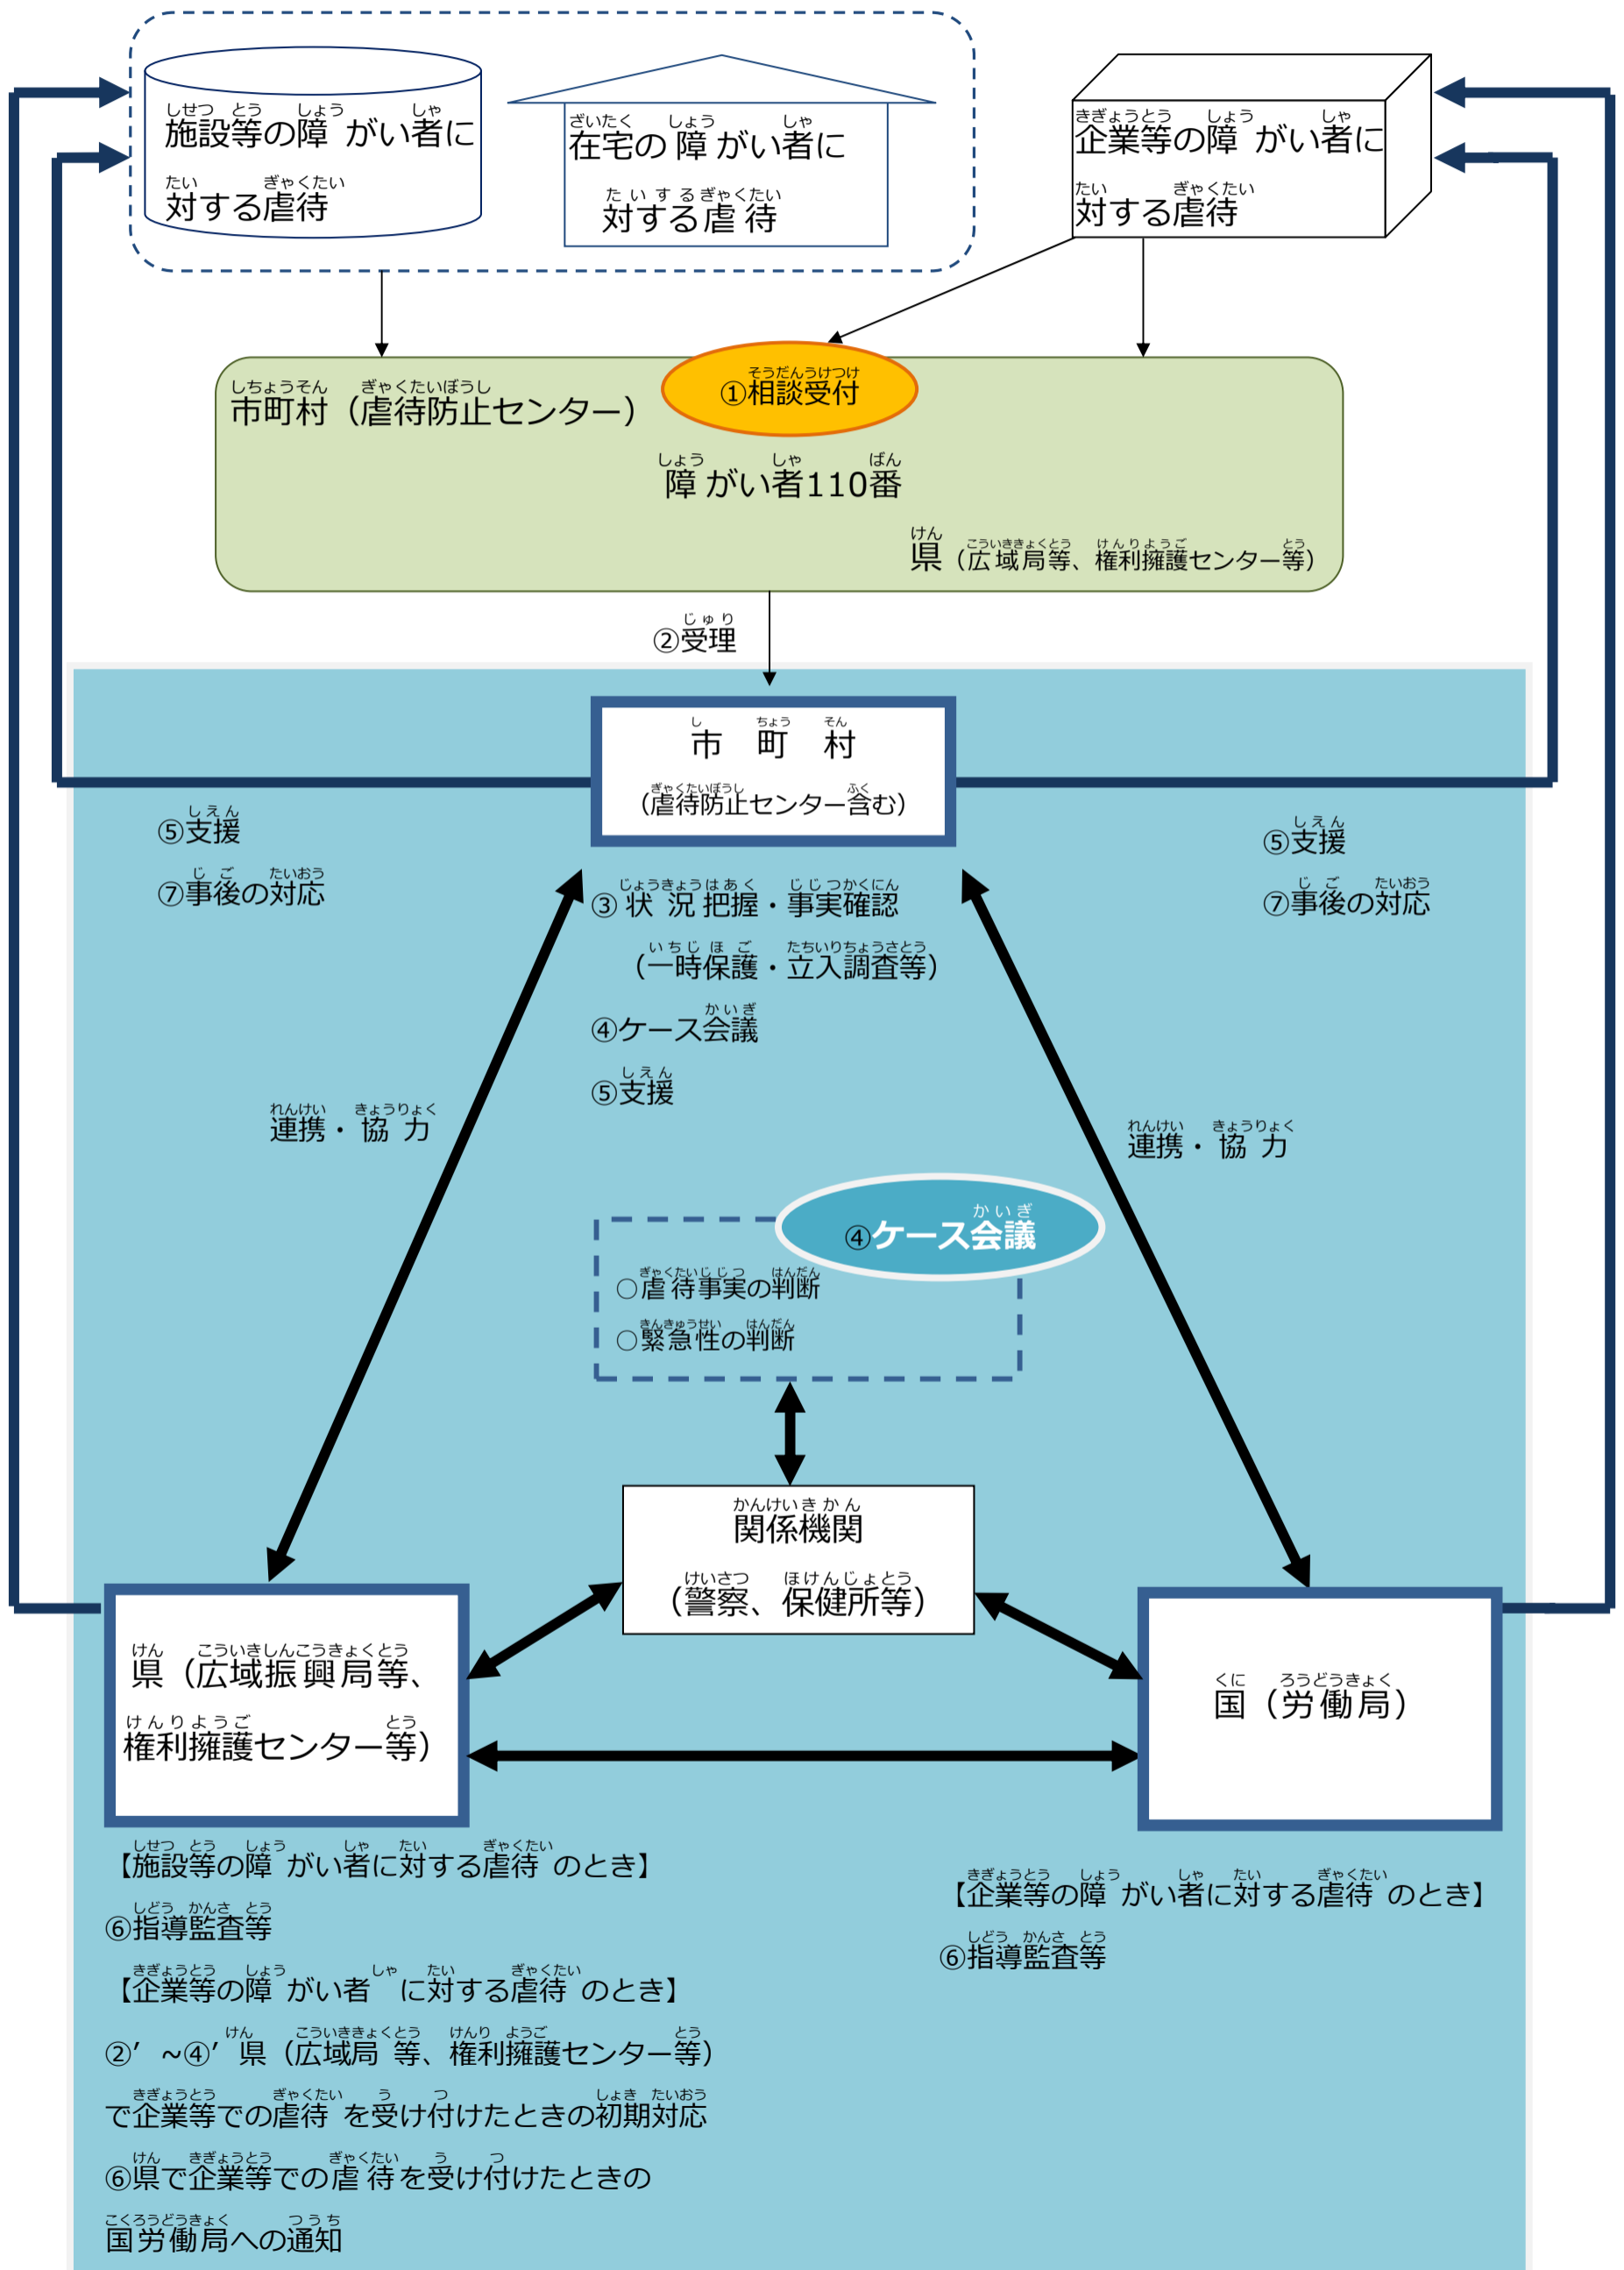 施設等の障がい者に
対する虐待
在宅の障がい者に
対する虐待
企業等の障がい者に
対する虐待
①相談受付
市町村（虐待防止センター）
障がい者110番
県（広域局等、権利擁護センター等）
②受理
市　町　村
（虐待防止センター含む）
⑤支援
⑦事後の対応
⑤支援
⑦事後の対応
③状況把握・事実確認
（一時保護・立入調査等）
④ケース会議
⑤支援
連携・協力
連携・協力
④ケース会議
○虐待事実の判断
○緊急性の判断
関係機関
（警察、保健所等）
県（広域振興局等、
権利擁護センター等）
国（労働局）
【施設等の障がい者に対する虐待のとき】
⑥指導監査等
【企業等の障がい者に対する虐待のとき】
②′~④′県（広域局等、権利擁護センター等）
で企業等での虐待を受け付けたときの初期対応
⑥県で企業等での虐待を受け付けたときの
国労働局への通知
【企業等の障がい者に対する虐待のとき】
⑥指導監査等